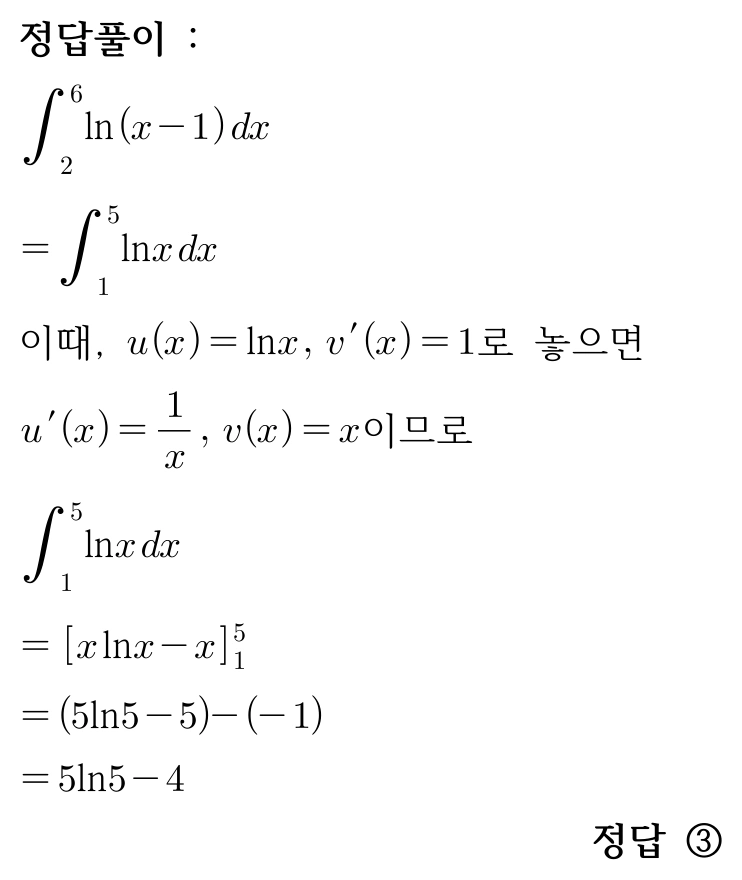 정답풀이 :
∫₂⁶ ln(x−1)dx
= ∫₁⁵ lnx dx
이때, u(x)=lnx, v′(x)=1로 놓으면
u′(x)=1/x, v(x)=x이므로
∫₁⁵ lnx dx
= [xlnx−x]₁⁵
= (5ln5−5)−(−1)
= 5ln5−4
정답 ③